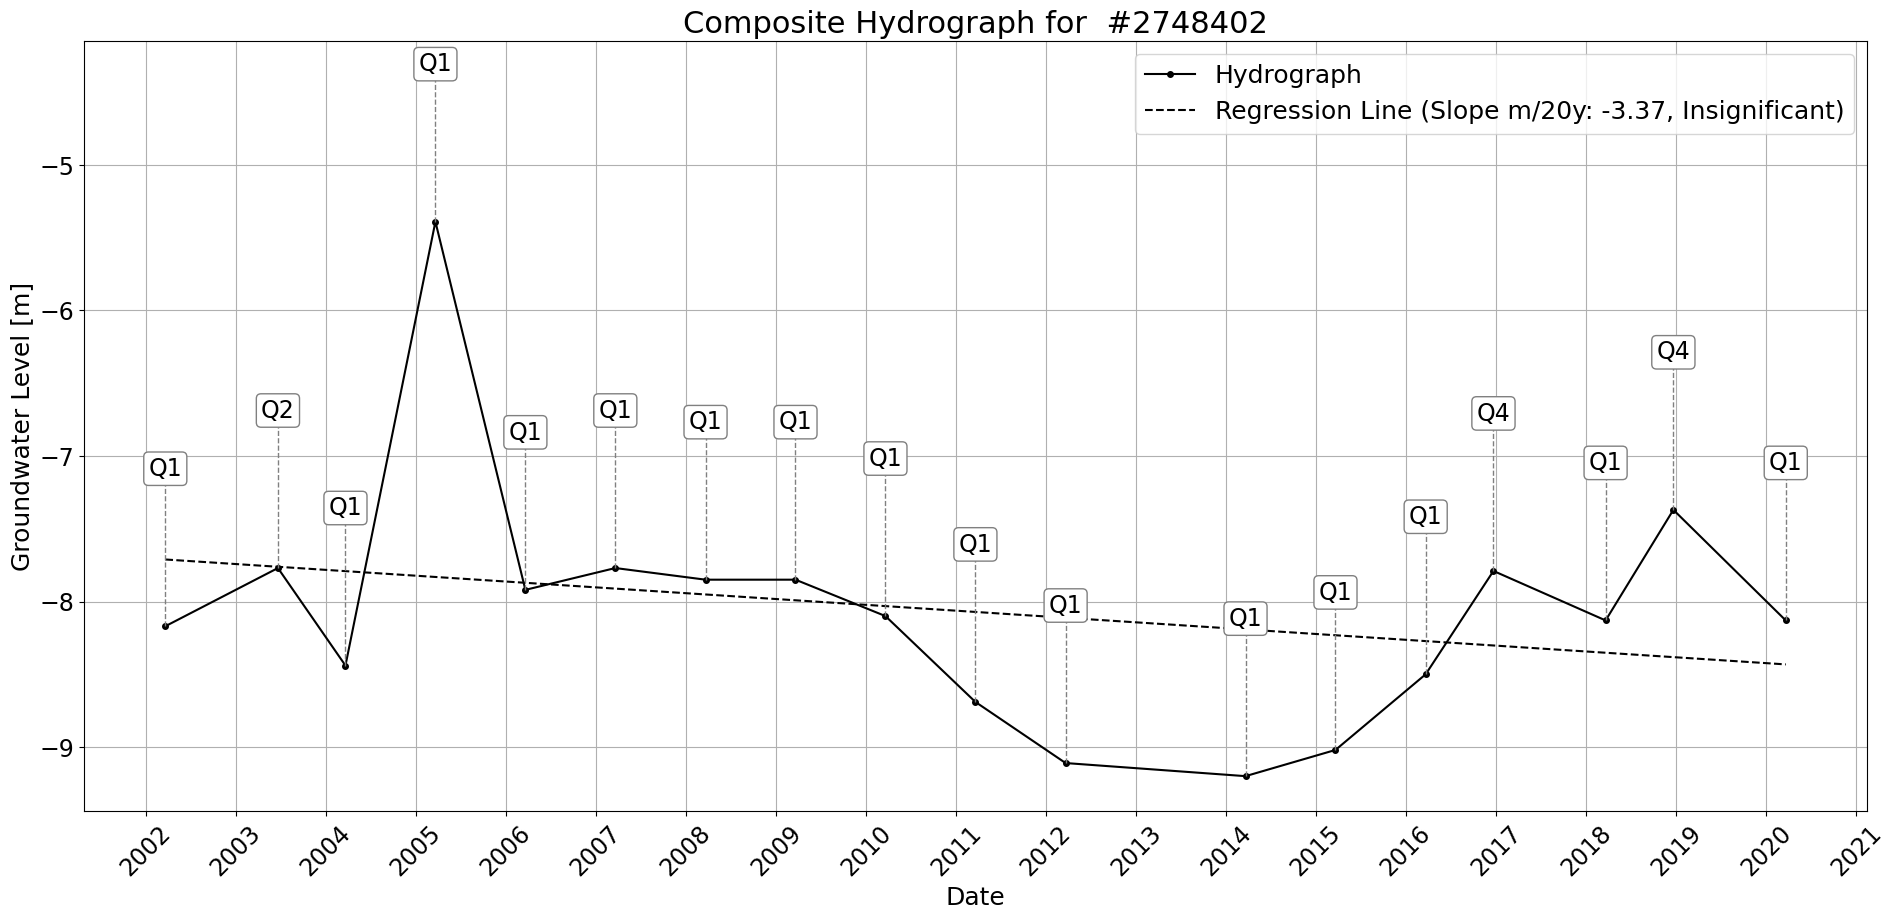 Composite Hydrograph for  #2748402
Hydrograph
Regression Line (Slope m/20y: -3.37, Insignificant)
Groundwater Level [m]
−5
−6
−7
−8
−9
Q1
Q2
Q1
Q1
Q1
Q1
Q1
Q1
Q1
Q1
Q1
Q1
Q1
Q1
Q4
Q1
Q4
Q1
2002
2003
2004
2005
2006
2007
2008
2009
2010
2011
2012
2013
2014
2015
2016
2017
2018
2019
2020
2021
Date